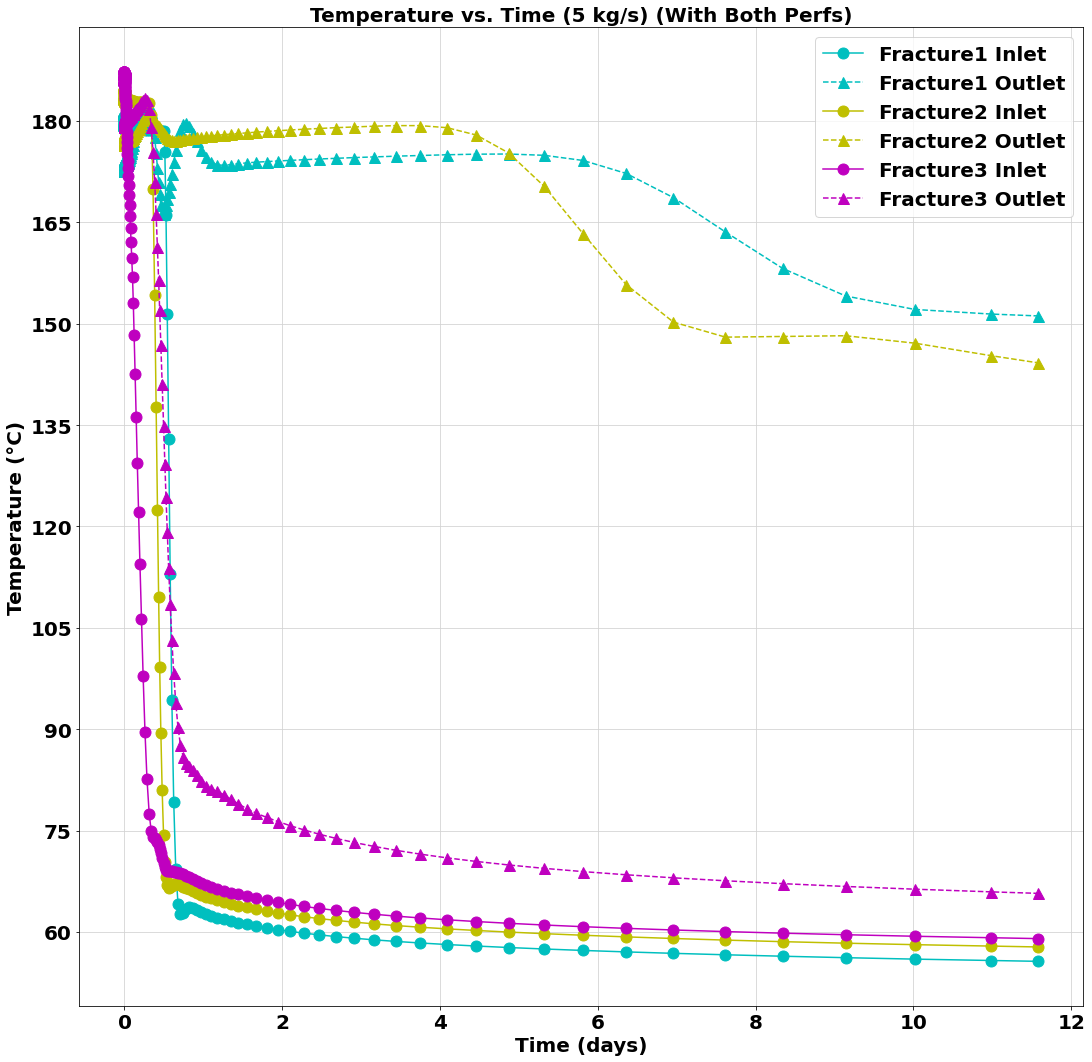 Temperature vs. Time (5 kg/s) (With Both Perfs)
Fracture1 Inlet
Fracture1 Outlet
Fracture2 Inlet
Fracture2 Outlet
Fracture3 Inlet
Fracture3 Outlet
Temperature (°C)
180
165
150
135
120
105
90
75
60
0 2 4 6 8 10 12
Time (days)